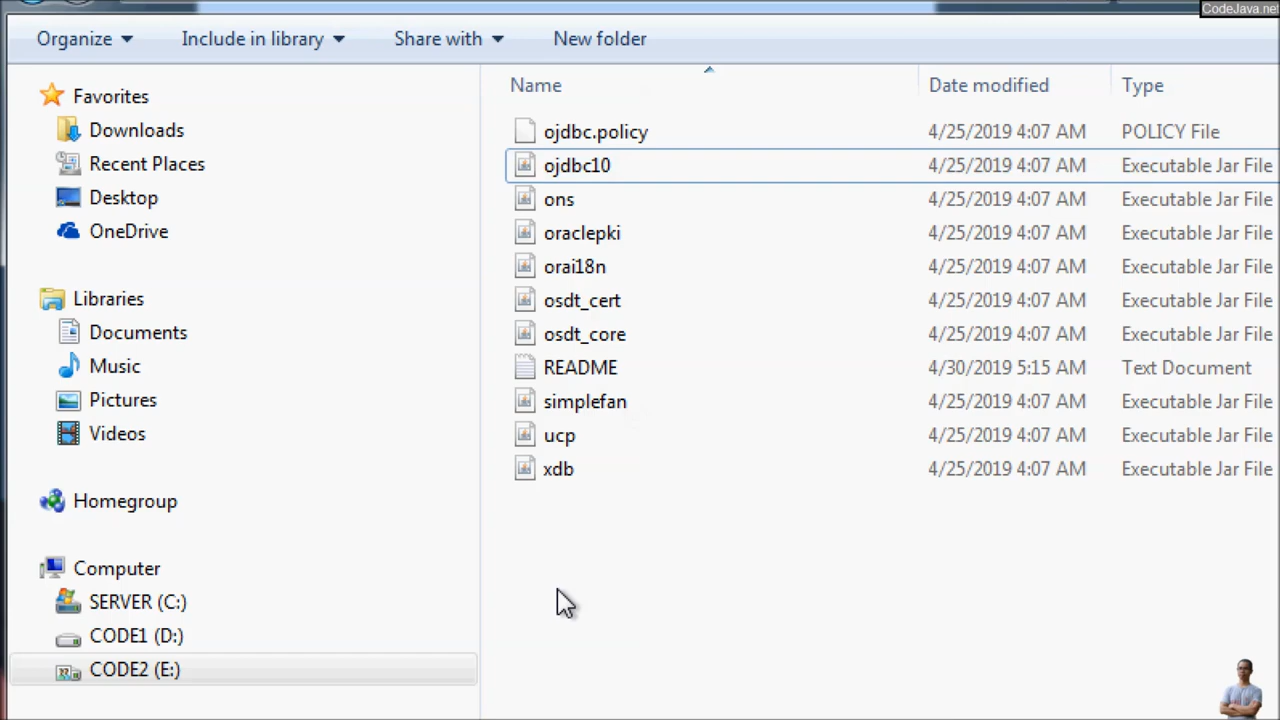 CodeJava.net
Organize Include in library Share with New folder
Name Date modified Type
Favorites
Downloads
Recent Places
Desktop
OneDrive
Libraries
Documents
Music
Pictures
Videos
Homegroup
Computer
SERVER (C:)
CODE1 (D:)
CODE2 (E:)
ojdbc.policy 4/25/2019 4:07 AM POLICY File
ojdbc10 4/25/2019 4:07 AM Executable Jar File
ons 4/25/2019 4:07 AM Executable Jar File
oraclepki 4/25/2019 4:07 AM Executable Jar File
orai18n 4/25/2019 4:07 AM Executable Jar File
osdt_cert 4/25/2019 4:07 AM Executable Jar File
osdt_core 4/25/2019 4:07 AM Executable Jar File
README 4/30/2019 5:15 AM Text Document
simplefan 4/25/2019 4:07 AM Executable Jar File
ucp 4/25/2019 4:07 AM Executable Jar File
xdb 4/25/2019 4:07 AM Executable Jar File